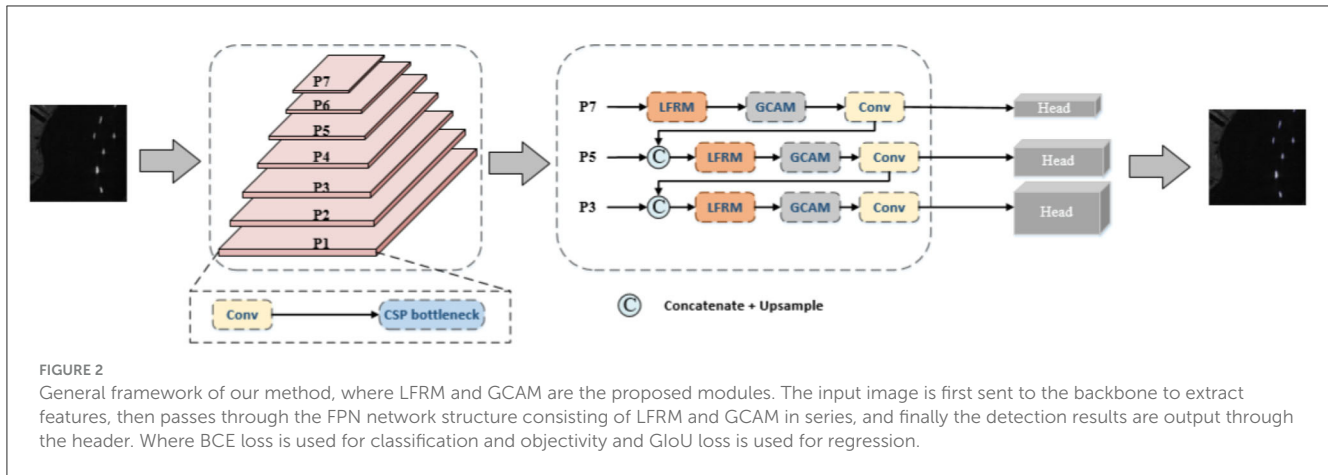 P7
P6
P5
P4
P3
P2
P1
Conv
CSP bottleneck
P7
LFRM
GCAM
Conv
Head
P5
C
LFRM
GCAM
Conv
Head
P3
C
LFRM
GCAM
Conv
Head
C
Concatenate + Upsample
FIGURE 2
General framework of our method, where LFRM and GCAM are the proposed modules. The input image is first sent to the backbone to extract
features, then passes through the FPN network structure consisting of LFRM and GCAM in series, and finally the detection results are output through
the header. Where BCE loss is used for classification and objectivity and GIoU loss is used for regression.